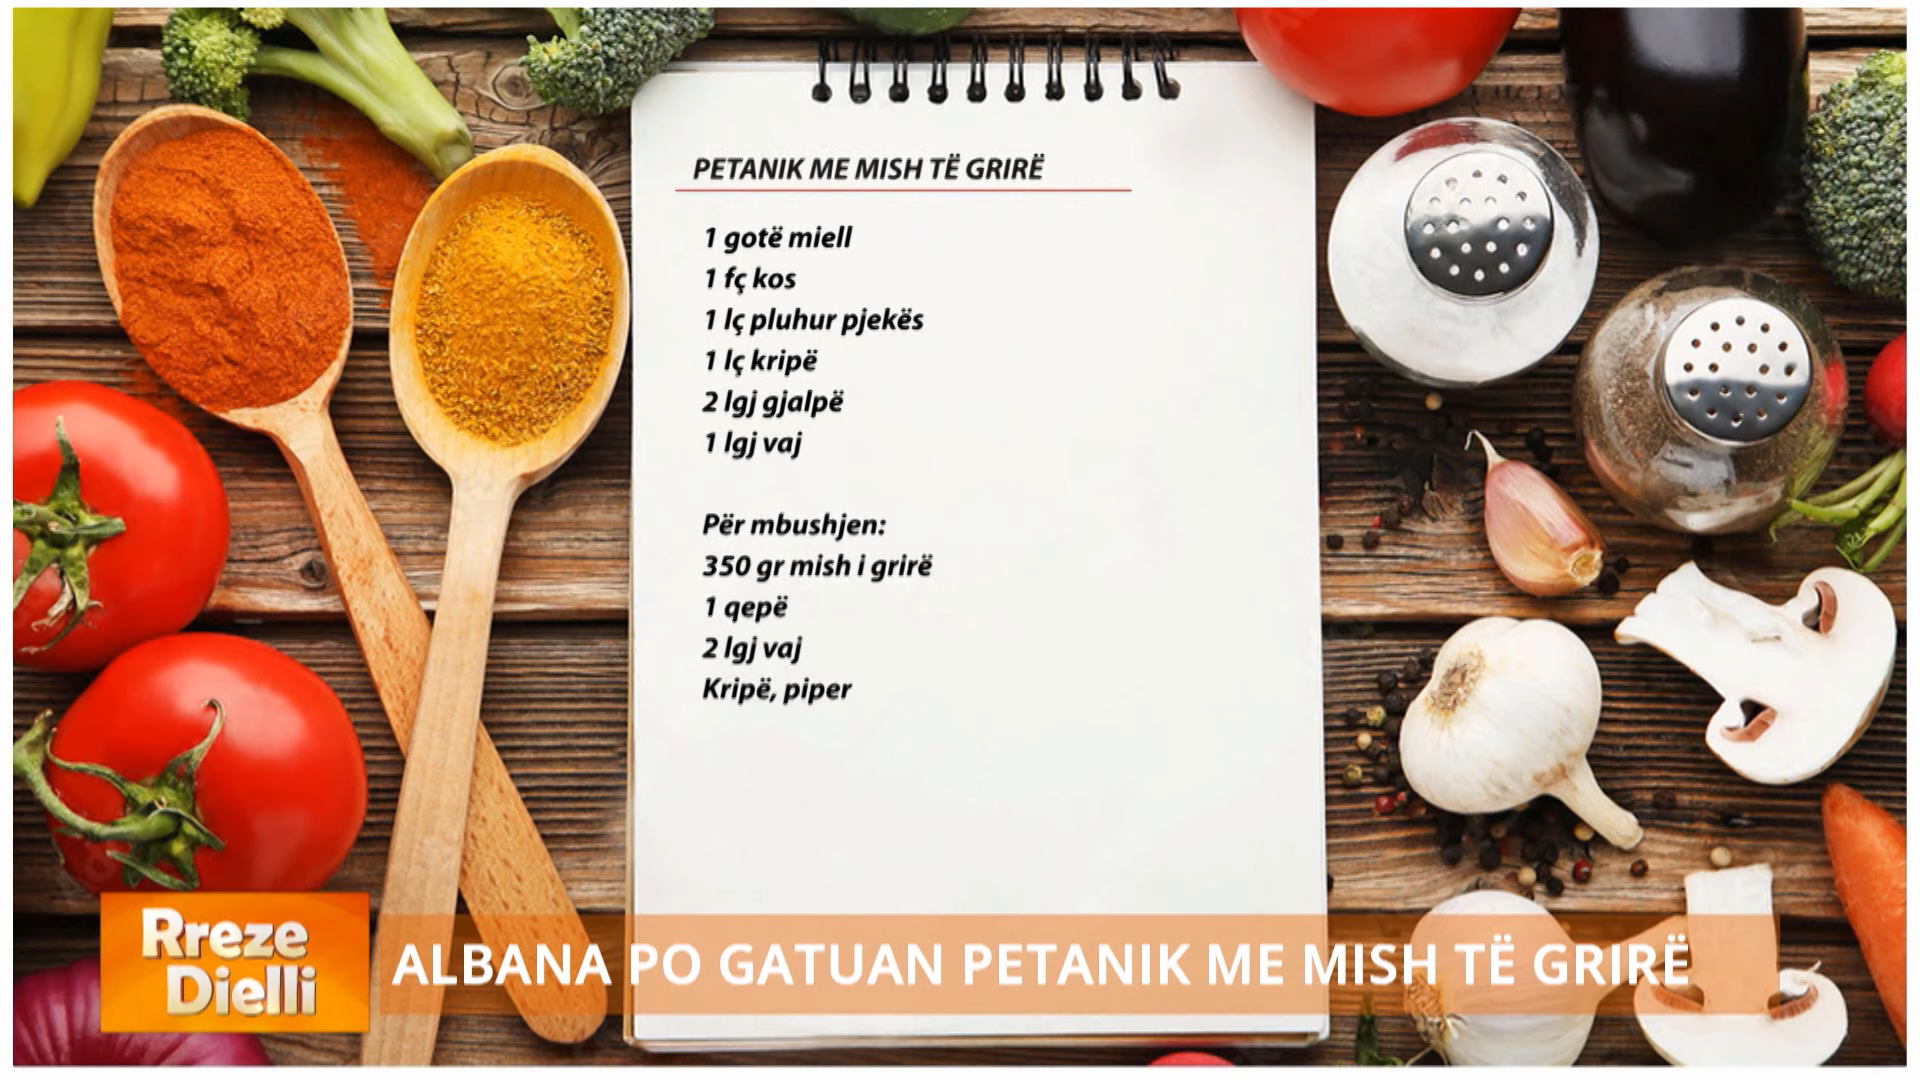 PETANIK ME MISH TË GRIRË
1 gotë miell
1 fç kos
1 lç pluhur pjekës
1 lç kripë
2 lgj gjalpë
1 lgj vaj
Për mbushjen:
350 gr mish i grirë
1 qepë
2 lgj vaj
Kripë, piper
Rreze
Dielli
ALBANA PO GATUAN PETANIK ME MISH TË GRIRË